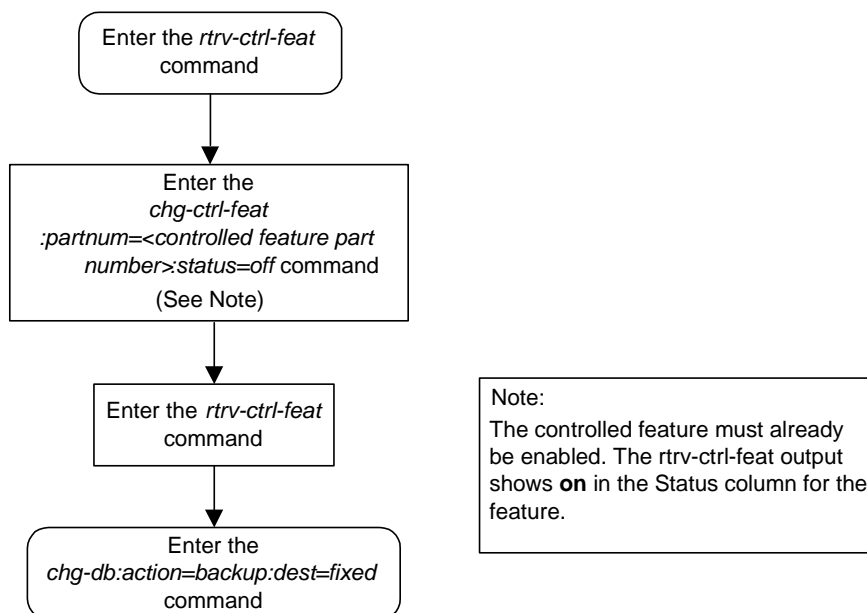 Enter the rtrv-ctrl-feat
command
Enter the
chg-ctrl-feat
:partnum=<controlled feature part
number>:status=off command
(See Note)
Enter the rtrv-ctrl-feat
command
Enter the
chg-db:action=backup:dest=fixed
command
Note:
The controlled feature must already
be enabled. The rtrv-ctrl-feat output
shows on in the Status column for the
feature.